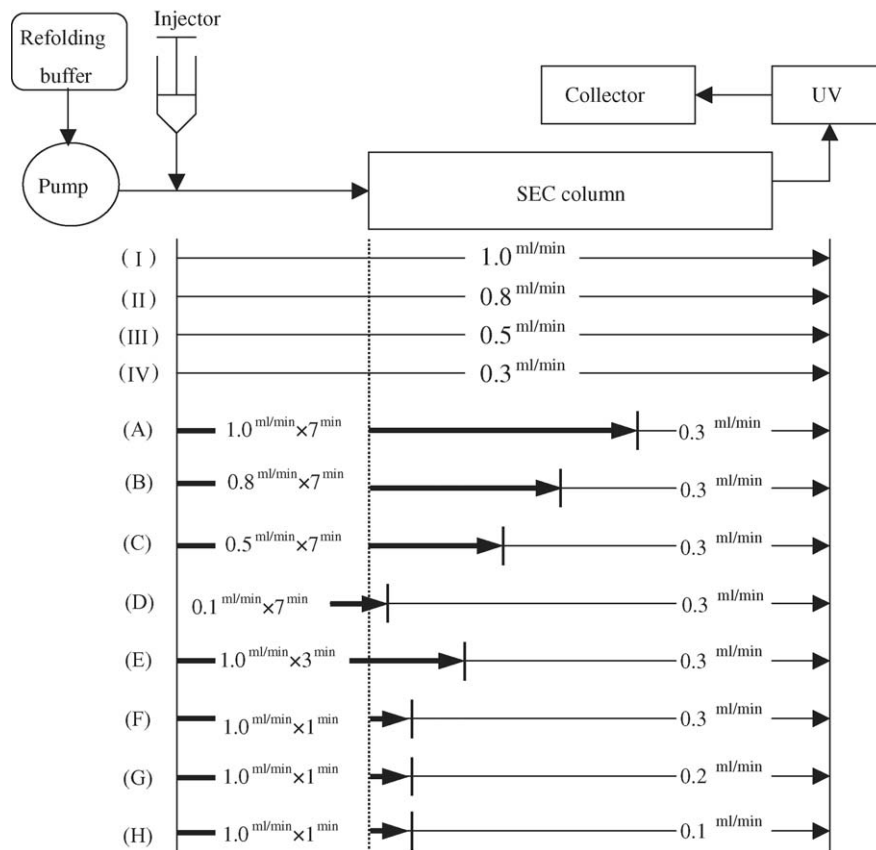 Injector
Refolding
buffer
Collector
UV
Pump
SEC column
(I) 1.0 ml/min
(II) 0.8 ml/min
(III) 0.5 ml/min
(IV) 0.3 ml/min
(A) 1.0 ml/min×7 min 0.3 ml/min
(B) 0.8 ml/min×7 min 0.3 ml/min
(C) 0.5 ml/min×7 min 0.3 ml/min
(D) 0.1 ml/min×7 min 0.3 ml/min
(E) 1.0 ml/min×3 min 0.3 ml/min
(F) 1.0 ml/min×1 min 0.3 ml/min
(G) 1.0 ml/min×1 min 0.2 ml/min
(H) 1.0 ml/min×1 min 0.1 ml/min